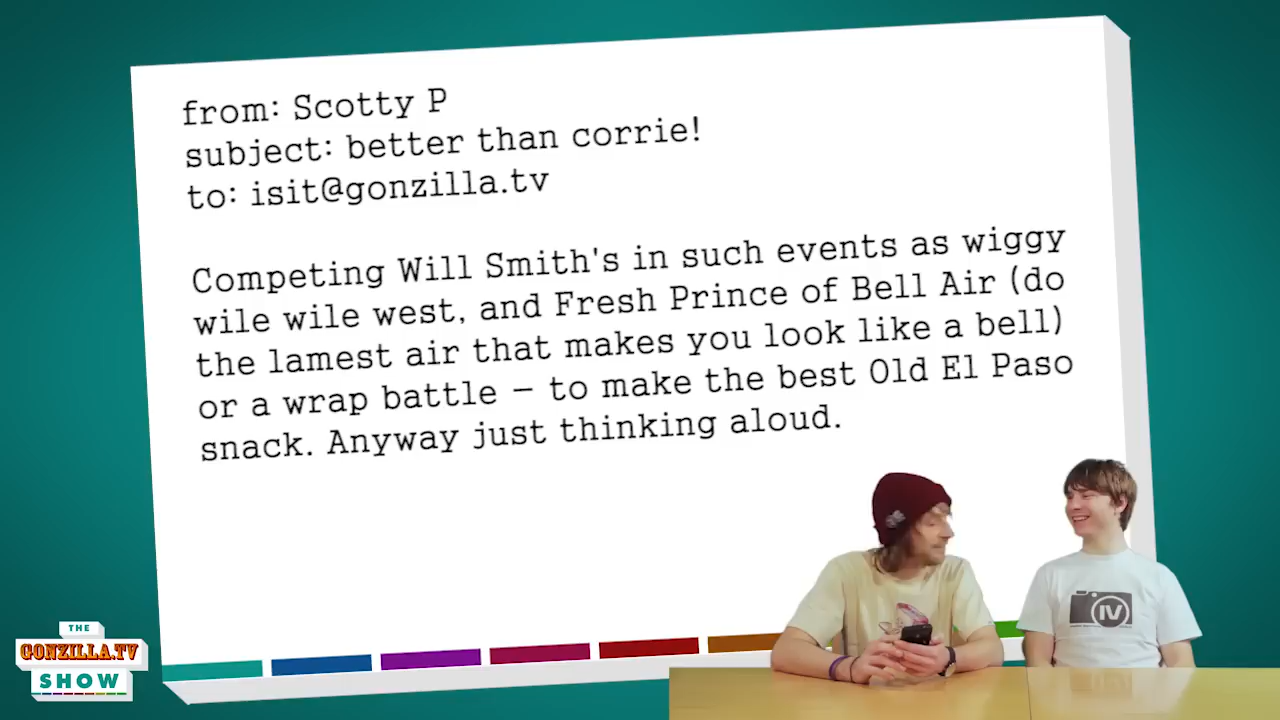 from: Scotty P
subject: better than corrie!
to: isit@gonzilla.tv
Competing Will Smith's in such events as wiggy
wile wile west, and Fresh Prince of Bell Air (do
the lamest air that makes you look like a bell)
or a wrap battle – to make the best Old El Paso
snack. Anyway just thinking aloud.
IV
THE
GONZILLA.TV
SHOW